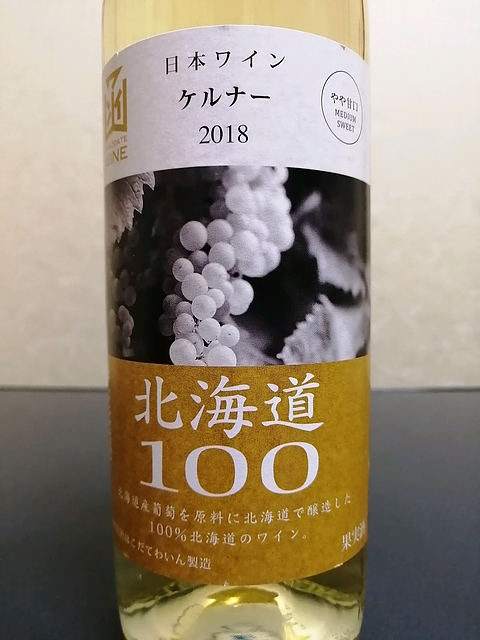 日本ワイン
ケルナー
2018
やや甘口
MEDIUM
SWEET
北海道
100
北海道産葡萄を原料に北海道で醸造した
100%北海道のワイン。
こだてわいん製造
果実酒